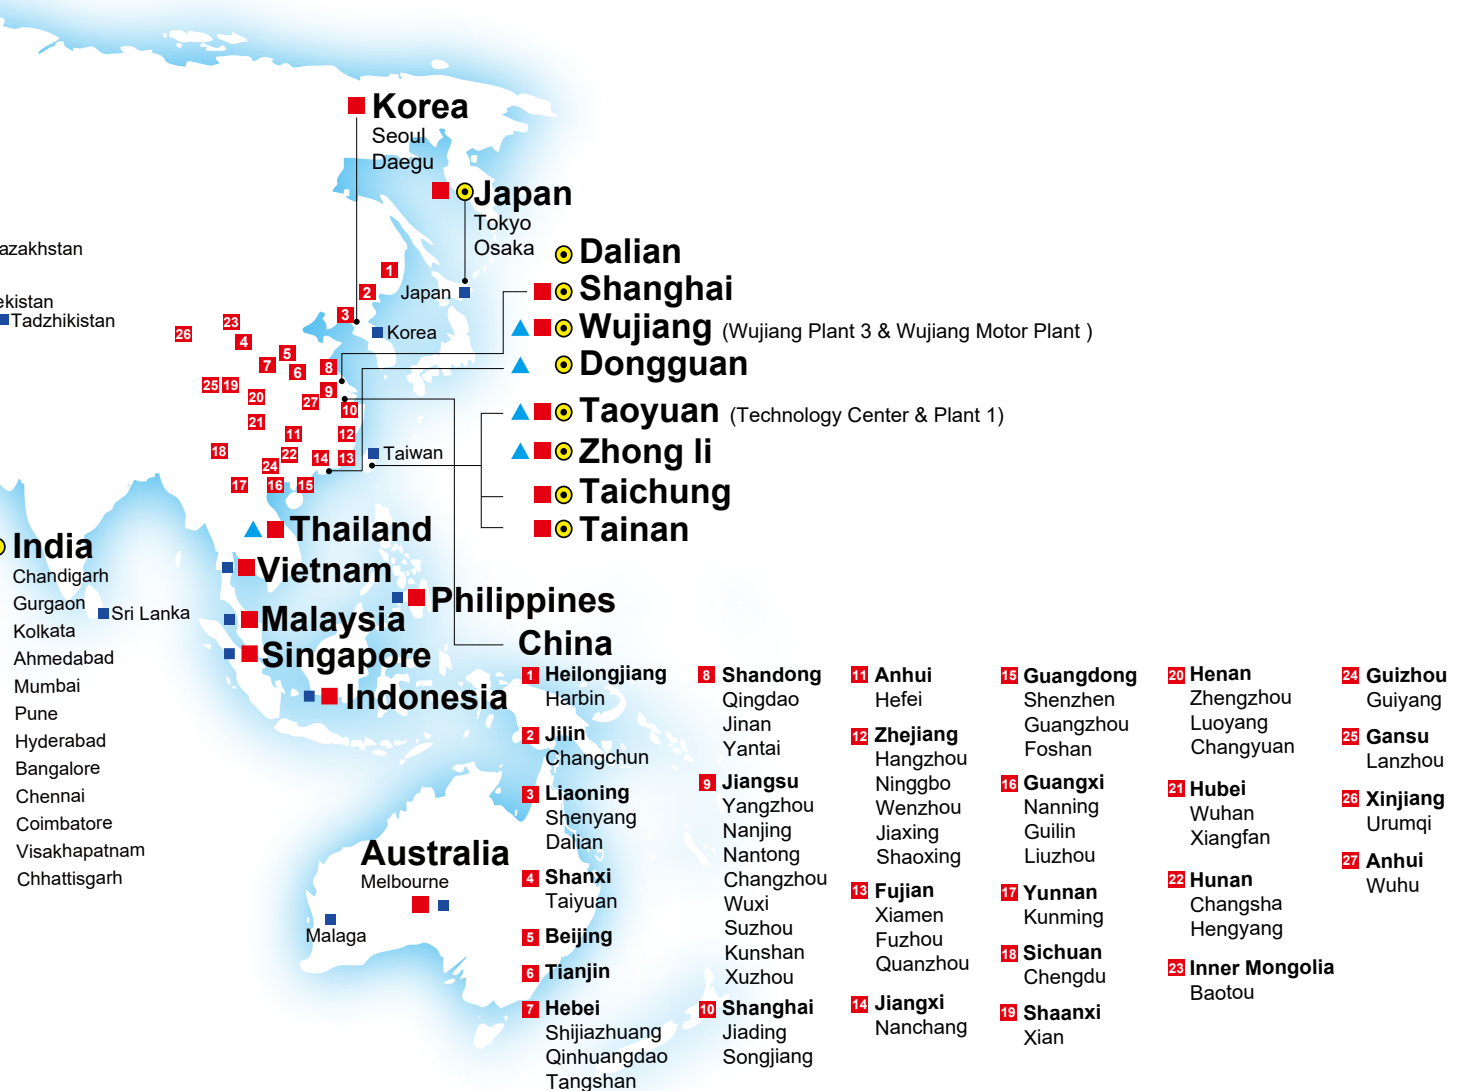 Korea
Seoul
Daegu
Japan
Tokyo
Osaka
azakhstan
ekistan
Tadzhikistan
Japan
Korea
Taiwan
1
2
3
26
23
4
5
7
6
8
25
19
9
20
27
10
21
11
12
18
22
14
13
24
17
16
15
Dalian
Shanghai
Wujiang (Wujiang Plant 3 & Wujiang Motor Plant )
Dongguan
Taoyuan (Technology Center & Plant 1)
Zhong li
Taichung
Tainan
Thailand
Vietnam
Philippines
Malaysia
Singapore
Indonesia
India
Chandigarh
Gurgaon
Kolkata
Ahmedabad
Mumbai
Pune
Hyderabad
Bangalore
Chennai
Coimbatore
Visakhapatnam
Chhattisgarh
Sri Lanka
Australia
Melbourne
Malaga
China
1 Heilongjiang
Harbin
2 Jilin
Changchun
3 Liaoning
Shenyang
Dalian
4 Shanxi
Taiyuan
5 Beijing
6 Tianjin
7 Hebei
Shijiazhuang
Qinhuangdao
Tangshan
8 Shandong
Qingdao
Jinan
Yantai
9 Jiangsu
Yangzhou
Nanjing
Nantong
Changzhou
Wuxi
Suzhou
Kunshan
Xuzhou
10 Shanghai
Jiading
Songjiang
11 Anhui
Hefei
12 Zhejiang
Hangzhou
Ninggbo
Wenzhou
Jiaxing
Shaoxing
13 Fujian
Xiamen
Fuzhou
Quanzhou
14 Jiangxi
Nanchang
15 Guangdong
Shenzhen
Guangzhou
Foshan
16 Guangxi
Nanning
Guilin
Liuzhou
17 Yunnan
Kunming
18 Sichuan
Chengdu
19 Shaanxi
Xian
20 Henan
Zhengzhou
Luoyang
Changyuan
21 Hubei
Wuhan
Xiangfan
22 Hunan
Changsha
Hengyang
23 Inner Mongolia
Baotou
24 Guizhou
Guiyang
25 Gansu
Lanzhou
26 Xinjiang
Urumqi
27 Anhui
Wuhu